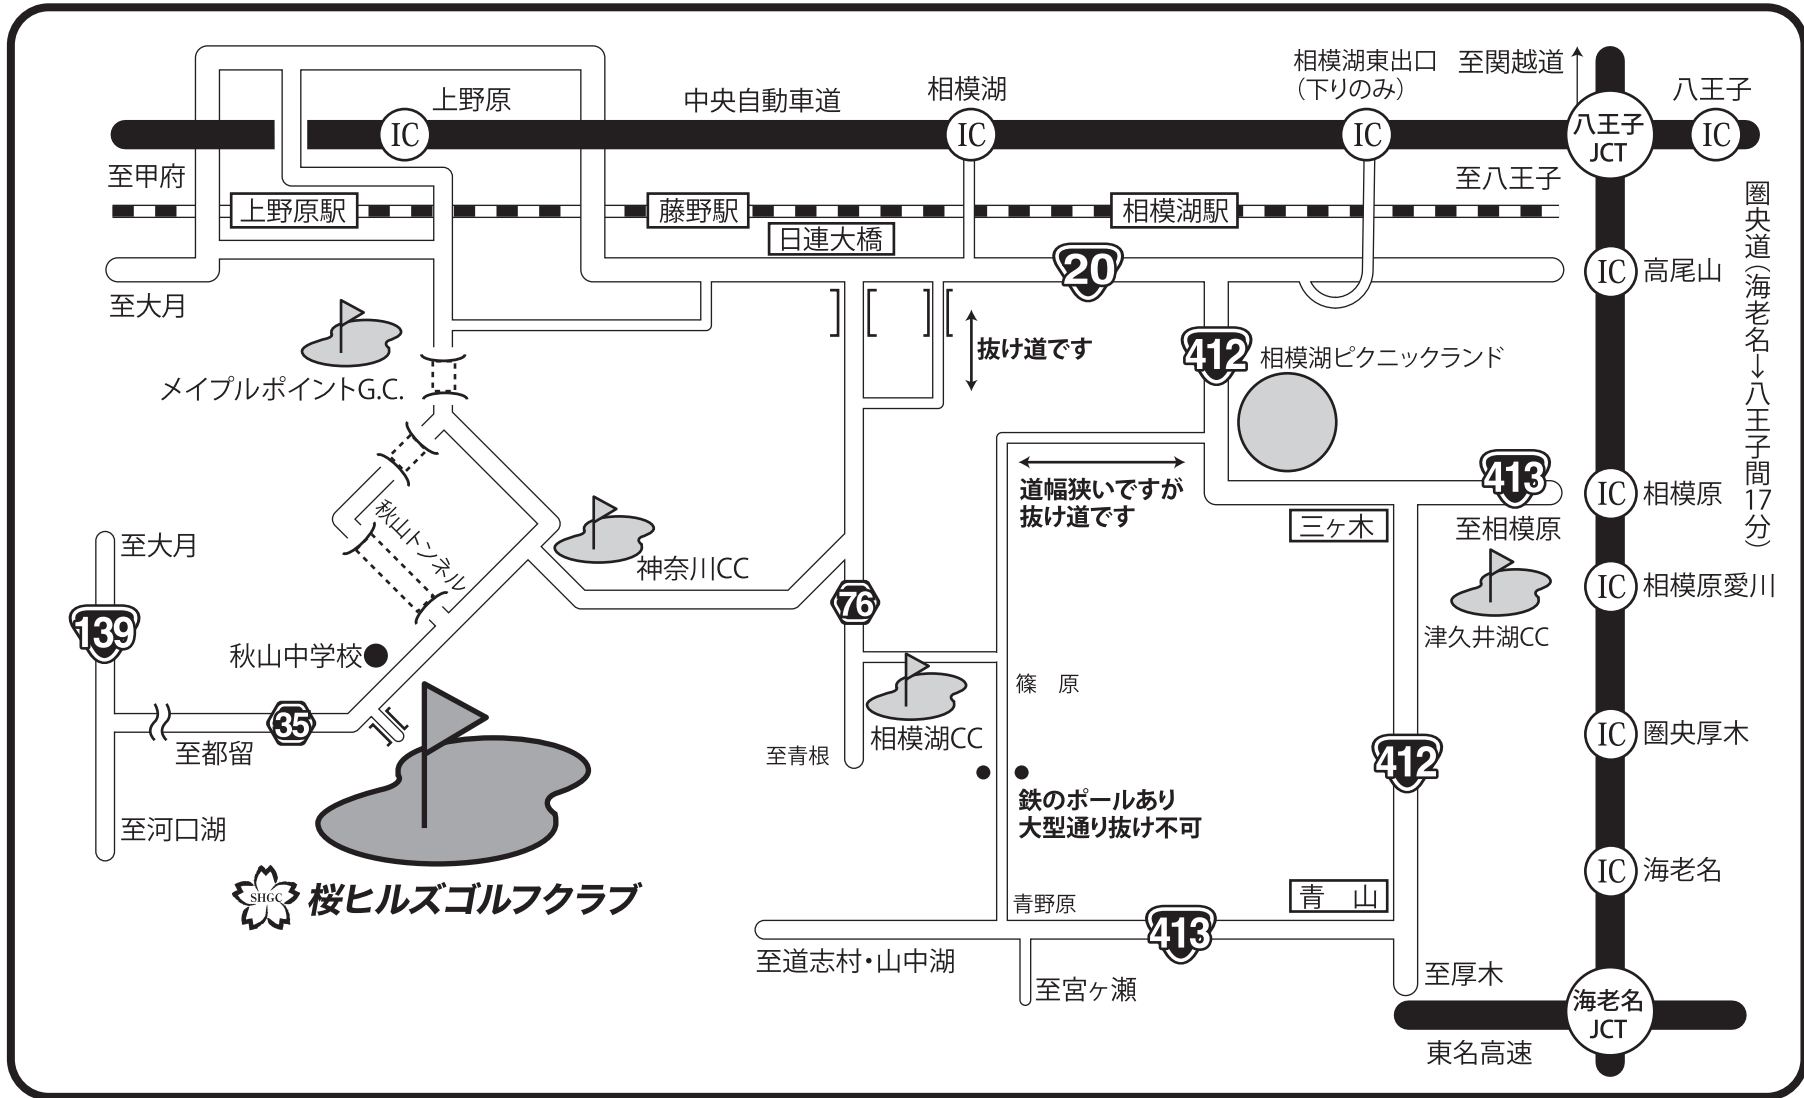 上野原
IC
中央自動車道
相模湖
IC
相模湖東出口
(下りのみ)
IC
至関越道
八王子
JCT
八王子
IC
至甲府
至八王子
上野原駅
藤野駅
相模湖駅
日連大橋
至大月
20
高尾山
IC
圏央道(海老名→八王子間17分)
メイプルポイントG.C.
抜け道です
412
相模湖ピクニックランド
道幅狭いですが
抜け道です
413
至相模原
三ヶ木
IC
相模原
秋山トンネル
神奈川CC
至大月
139
76
IC
相模原愛川
津久井湖CC
秋山中学校
35
至都留
篠　原
相模湖CC
至青根
412
IC
圏央厚木
鉄のポールあり
大型通り抜け不可
至河口湖
SHGC
桜ヒルズゴルフクラブ
IC
海老名
青　山
青野原
413
至道志村・山中湖
至宮ヶ瀬
至厚木
海老名
JCT
東名高速